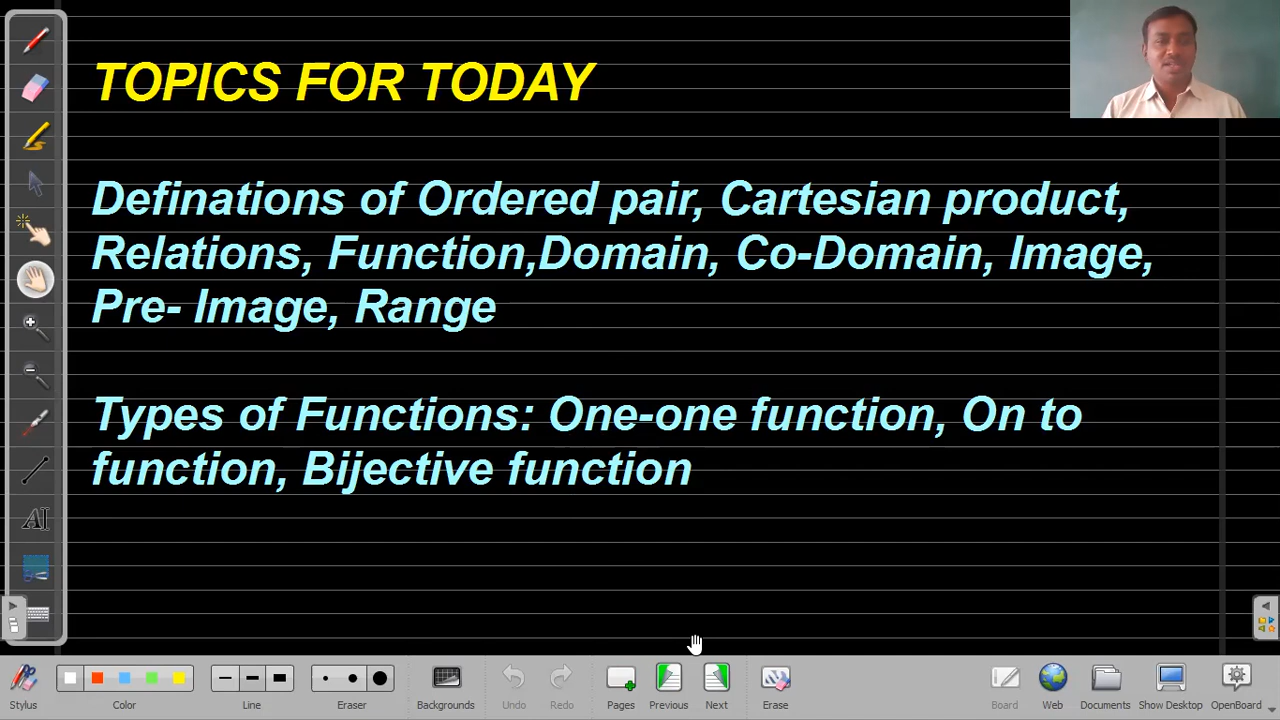 TOPICS FOR TODAY
Definations of Ordered pair, Cartesian product,
Relations, Function,Domain, Co-Domain, Image,
Pre- Image, Range
Types of Functions: One-one function, On to
function, Bijective function
Stylus Color Line Eraser Backgrounds Undo Redo Pages Previous Next Erase Board Web Documents Show Desktop OpenBoard